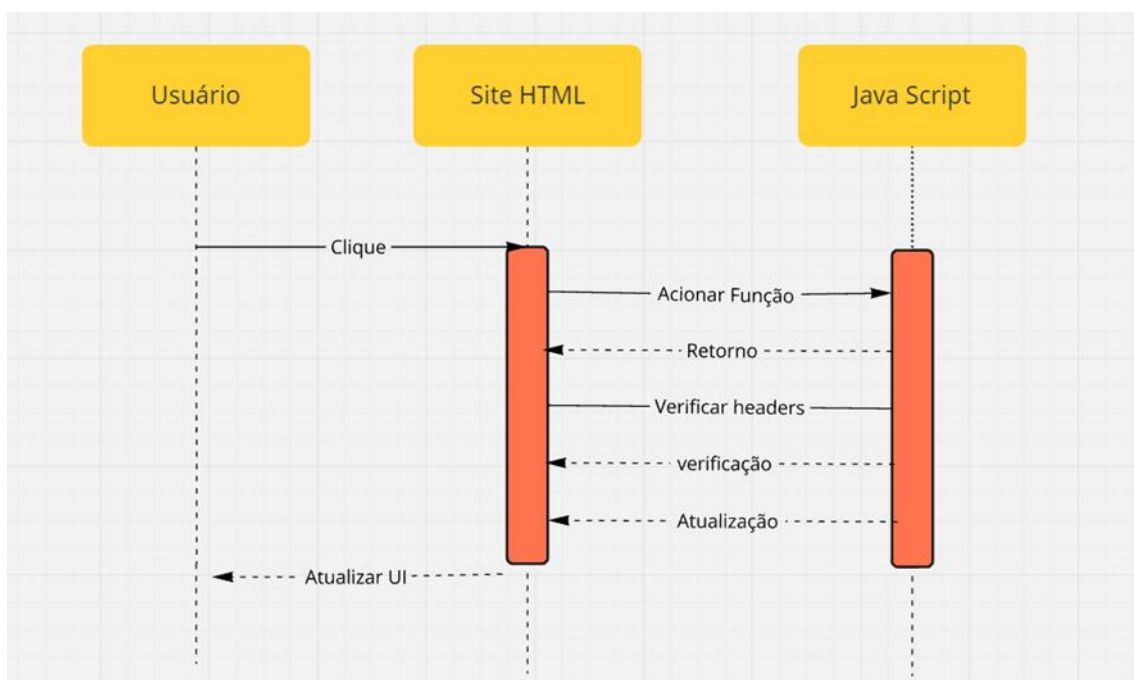 Usuário
Site HTML
Java Script
Clique
Acionar Função
Retorno
Verificar headers
verificação
Atualização
Atualizar UI